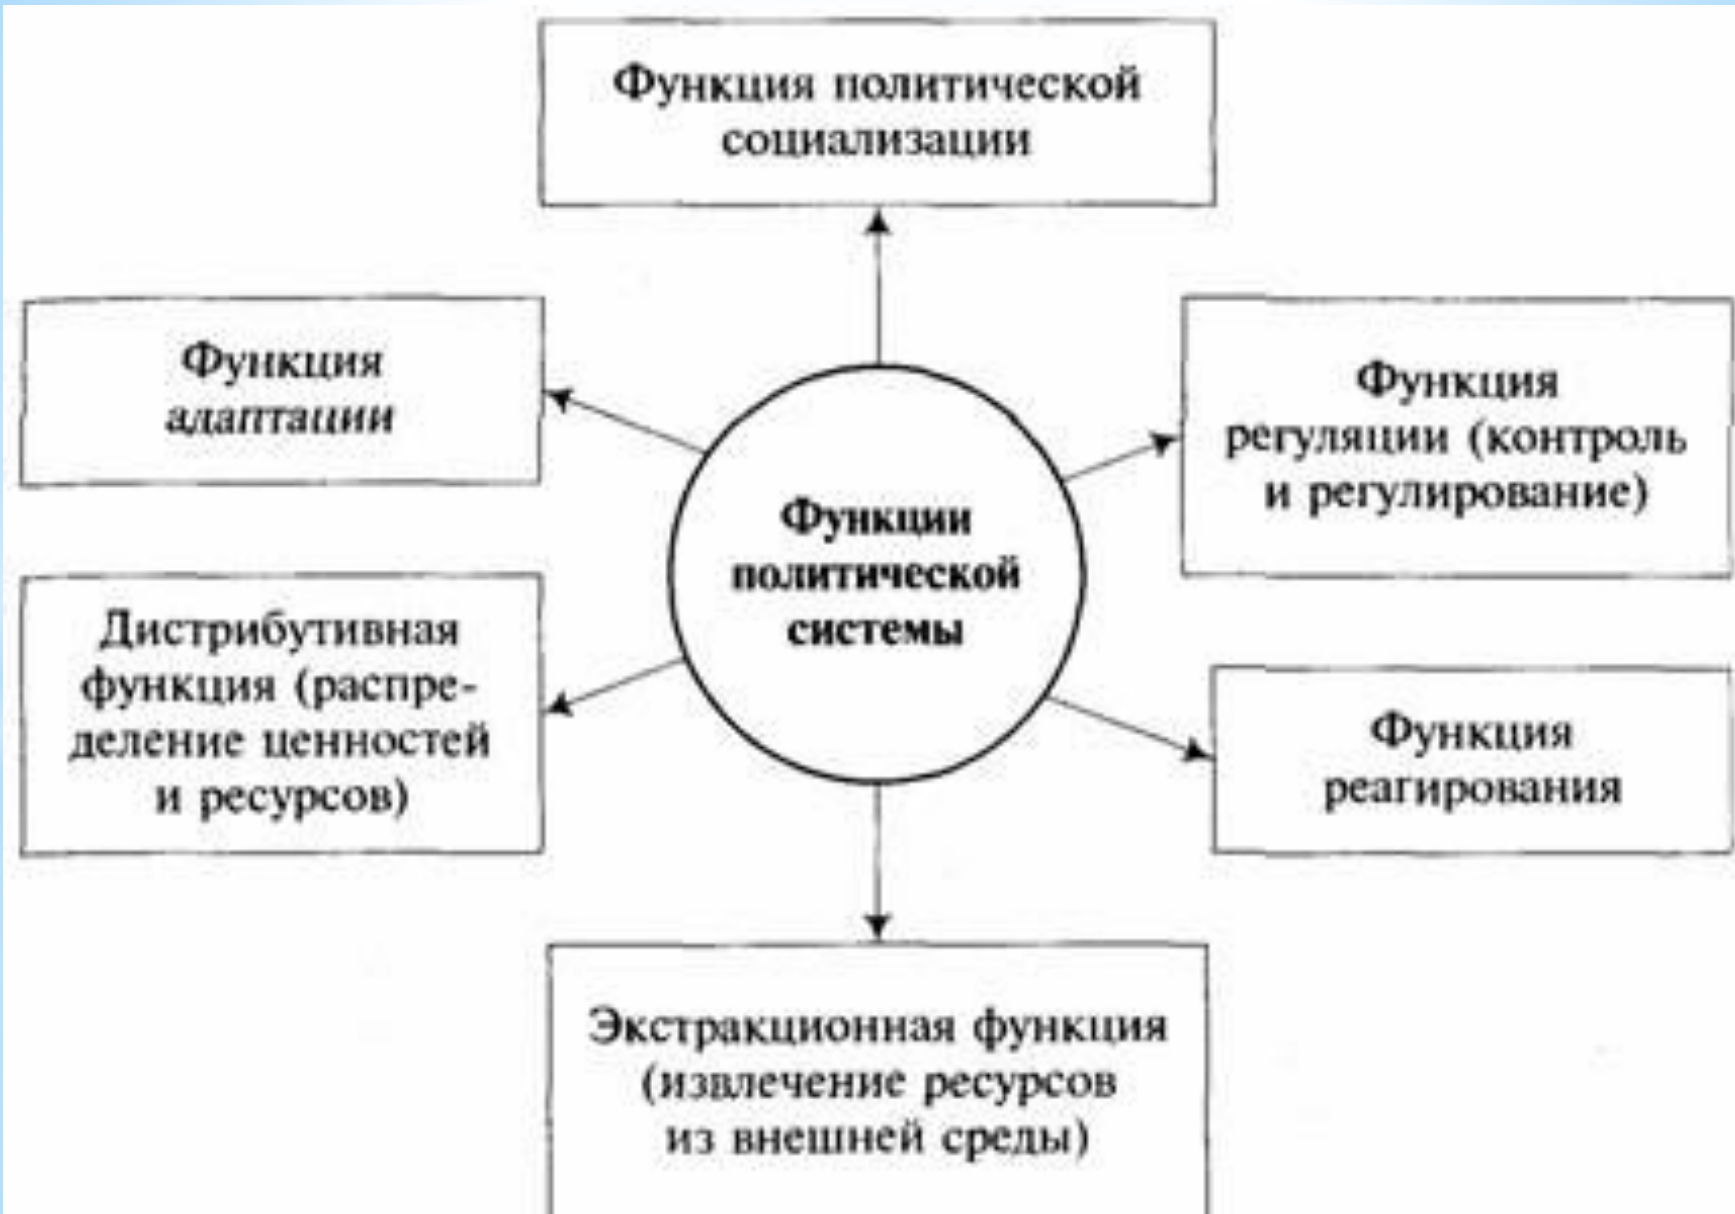 Функция политической
социализации
Функция
адаптации
Функция
регуляции (контроль
и регулирование)
Функции
политической
системы
Дистрибутивная
функция (распре-
деление ценностей
и ресурсов)
Функция
реагирования
Экстракционная функция
(извлечение ресурсов
из внешней среды)